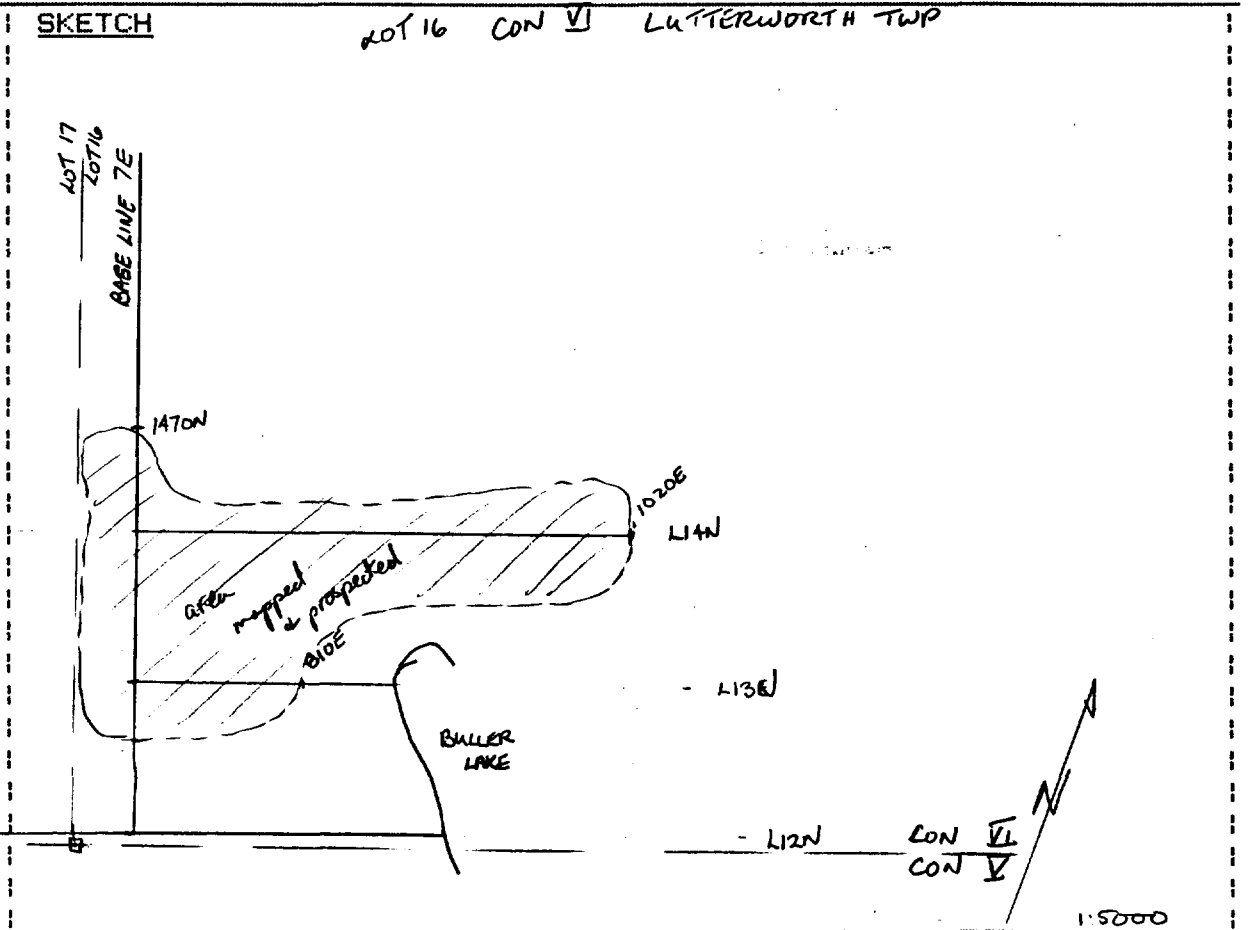 SKETCH
LOT 16 CON VI LUTTERWORTH TWP
LOT 17
LOT 16
BASE LINE 7E
1470N
1020E
L14N
area
mapped
& prospected
810E
L13N
BULLER
LAKE
L12N
CON VI
CON V
N
1:5000